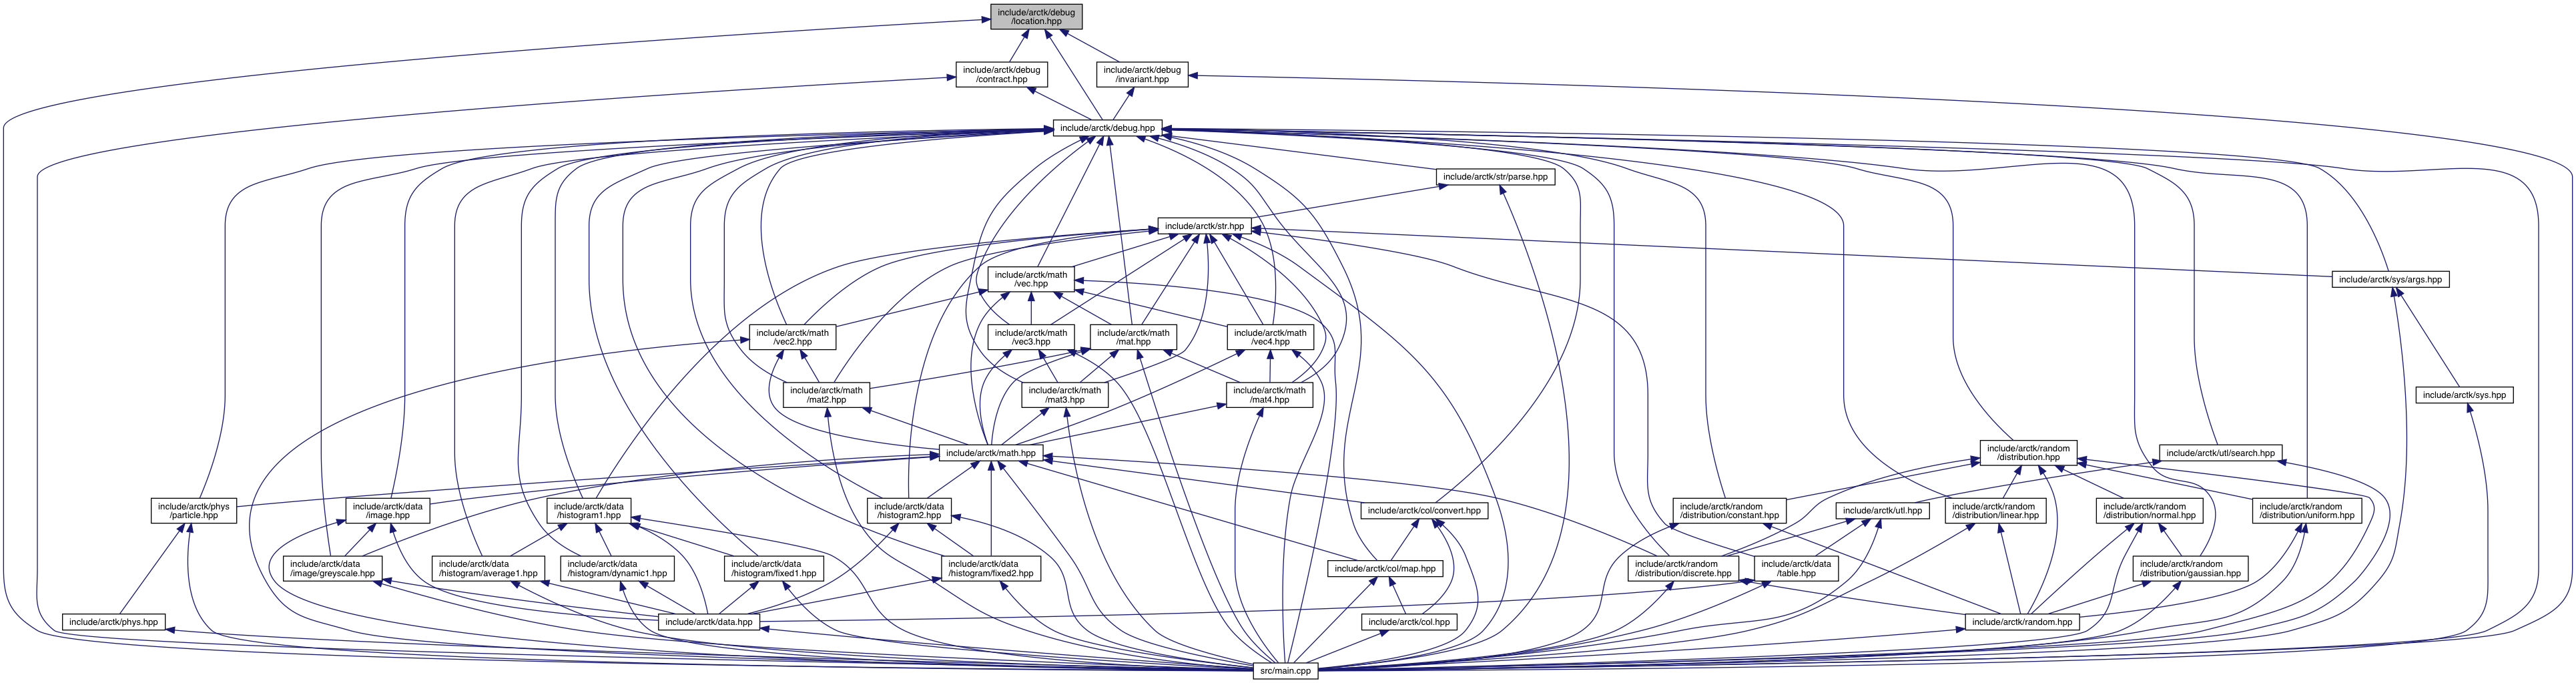 include/arctk/debug
/location.hpp
include/arctk/debug
/contract.hpp
include/arctk/debug
/invariant.hpp
include/arctk/debug.hpp
include/arctk/str/parse.hpp
include/arctk/str.hpp
include/arctk/math
/vec.hpp
include/arctk/sys/args.hpp
include/arctk/math
/vec2.hpp
include/arctk/math
/vec3.hpp
include/arctk/math
/mat.hpp
include/arctk/math
/vec4.hpp
include/arctk/math
/mat2.hpp
include/arctk/math
/mat3.hpp
include/arctk/math
/mat4.hpp
include/arctk/sys.hpp
include/arctk/math.hpp
include/arctk/random
/distribution.hpp
include/arctk/utl/search.hpp
include/arctk/phys
/particle.hpp
include/arctk/data
/image.hpp
include/arctk/data
/histogram1.hpp
include/arctk/data
/histogram2.hpp
include/arctk/col/convert.hpp
include/arctk/random
/distribution/constant.hpp
include/arctk/utl.hpp
include/arctk/random
/distribution/linear.hpp
include/arctk/random
/distribution/normal.hpp
include/arctk/random
/distribution/uniform.hpp
include/arctk/data
/image/greyscale.hpp
include/arctk/data
/histogram/average1.hpp
include/arctk/data
/histogram/dynamic1.hpp
include/arctk/data
/histogram/fixed1.hpp
include/arctk/data
/histogram/fixed2.hpp
include/arctk/col/map.hpp
include/arctk/random
/distribution/discrete.hpp
include/arctk/data
/table.hpp
include/arctk/random
/distribution/gaussian.hpp
include/arctk/phys.hpp
include/arctk/data.hpp
include/arctk/col.hpp
include/arctk/random.hpp
src/main.cpp